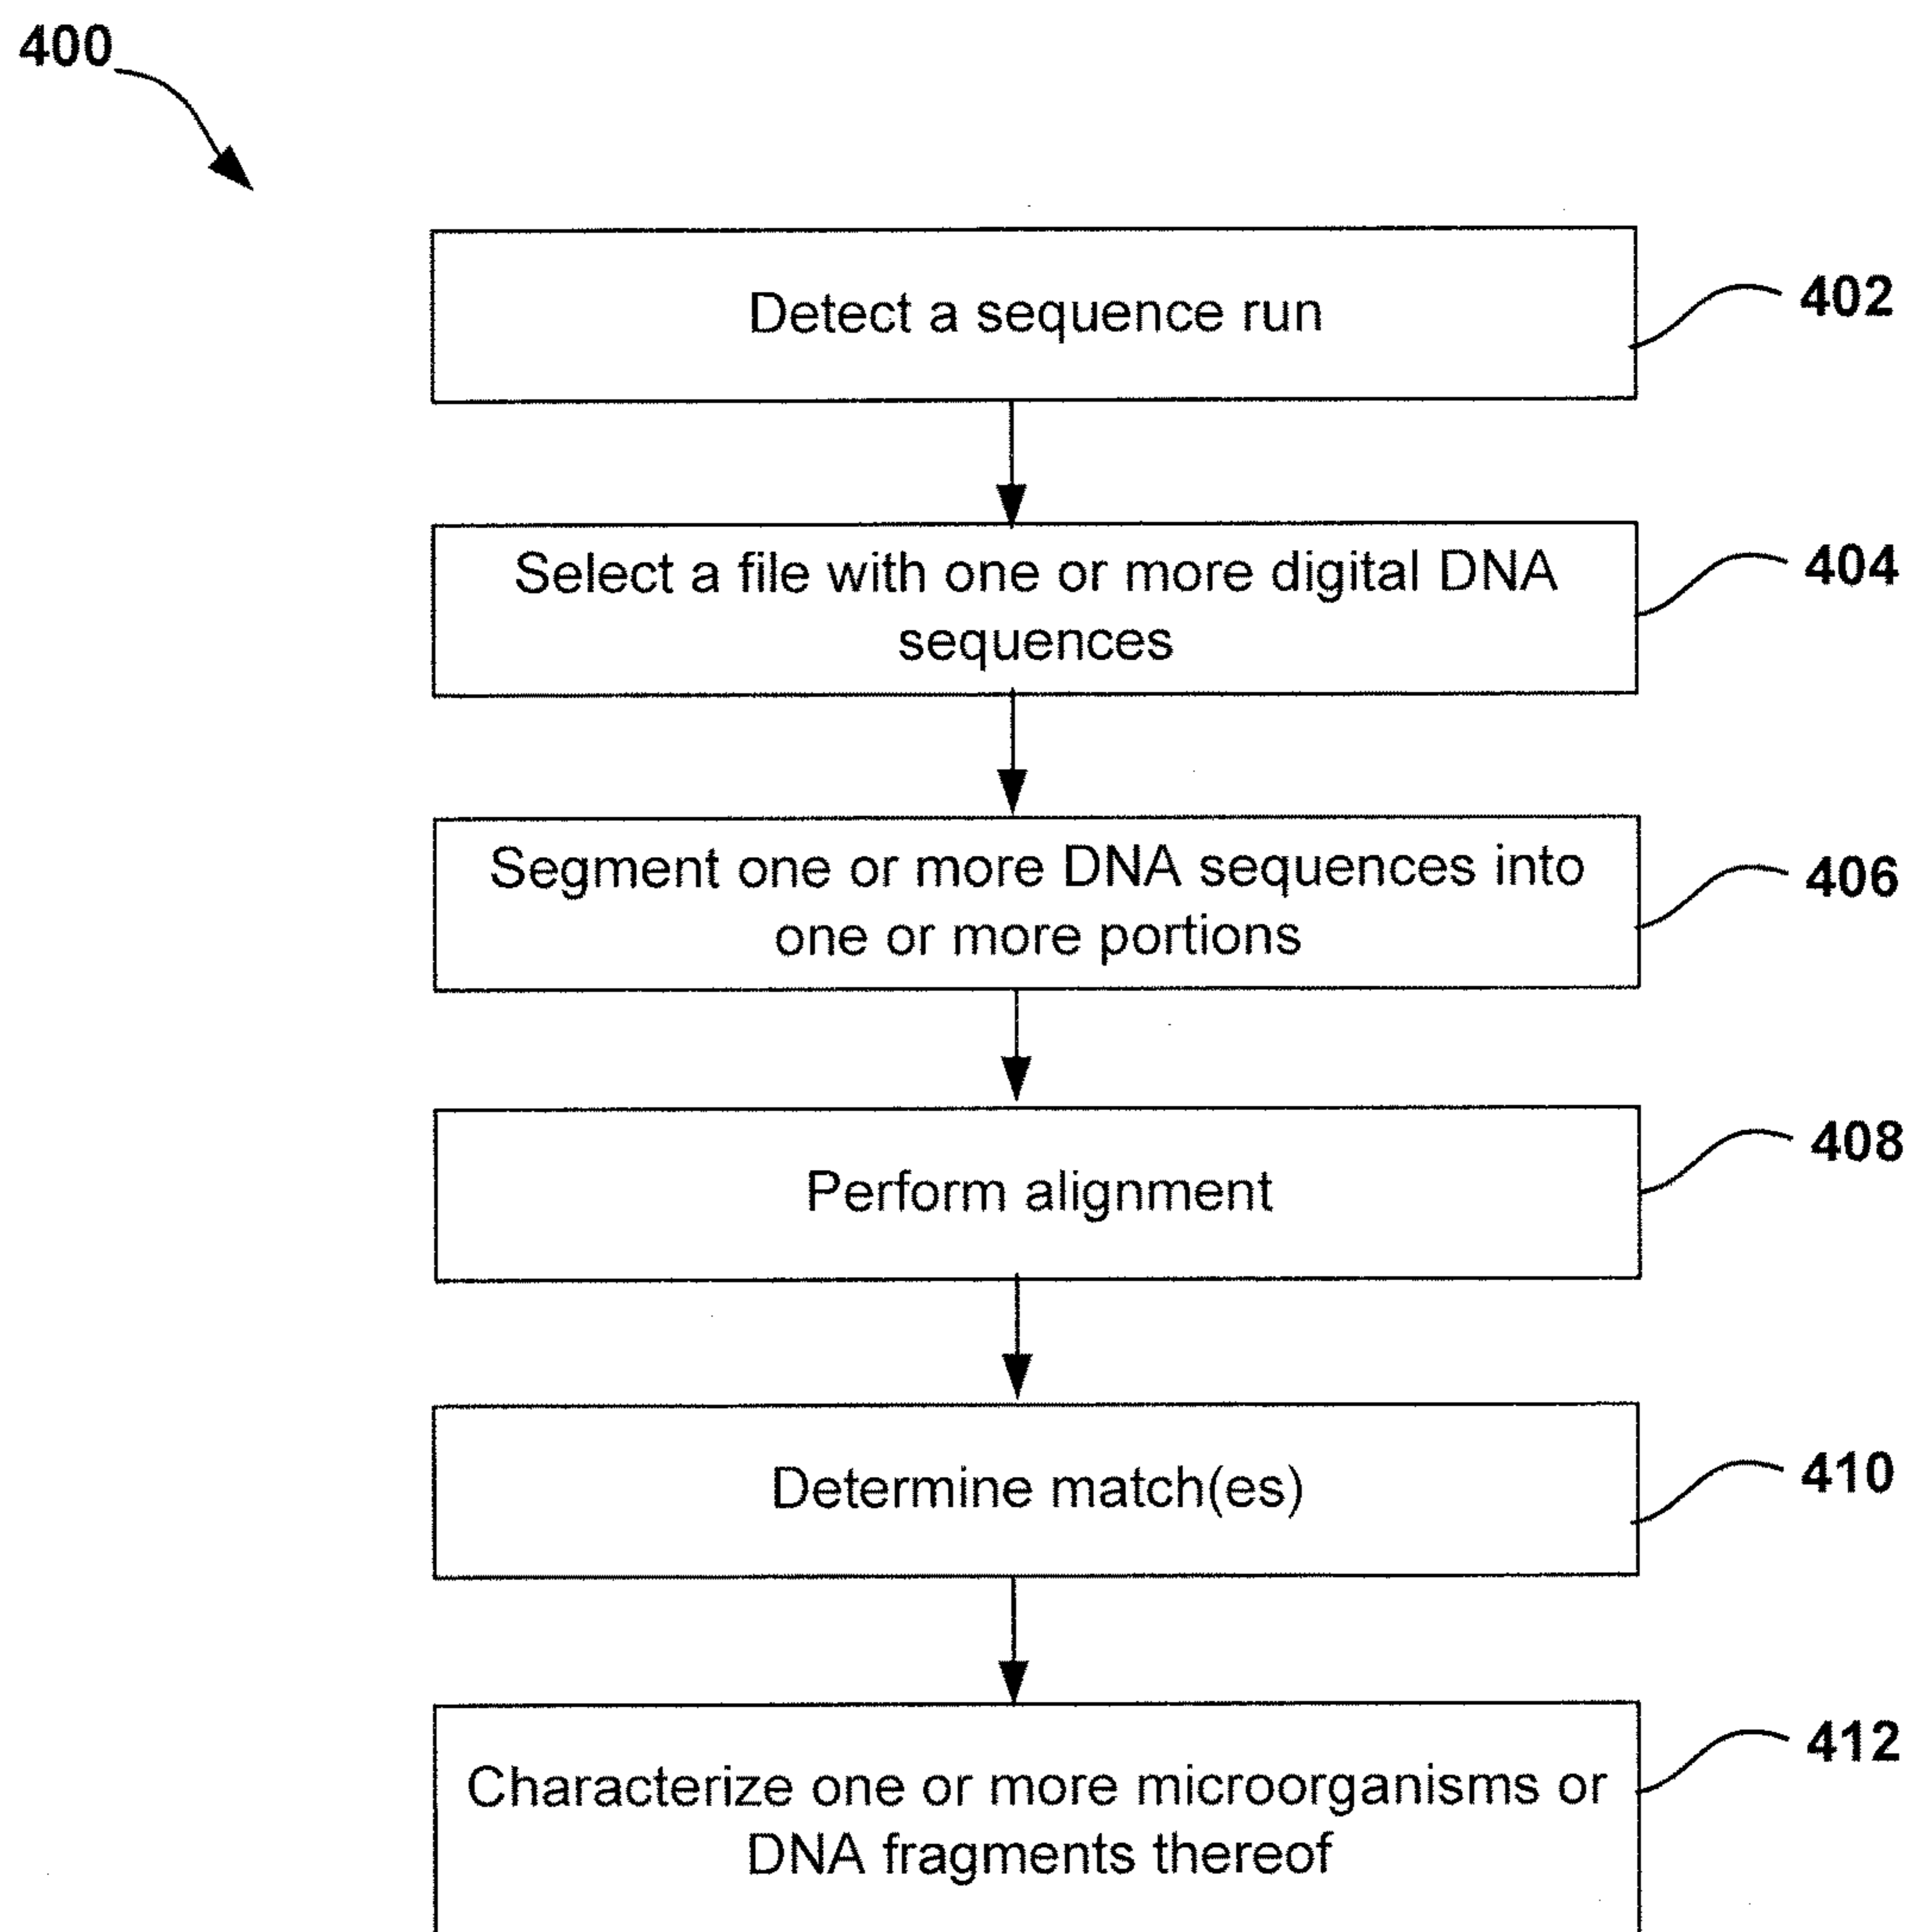 400
Detect a sequence run
402
Select a file with one or more digital DNA
sequences
404
Segment one or more DNA sequences into
one or more portions
406
Perform alignment
408
Determine match(es)
410
Characterize one or more microorganisms or
DNA fragments thereof
412